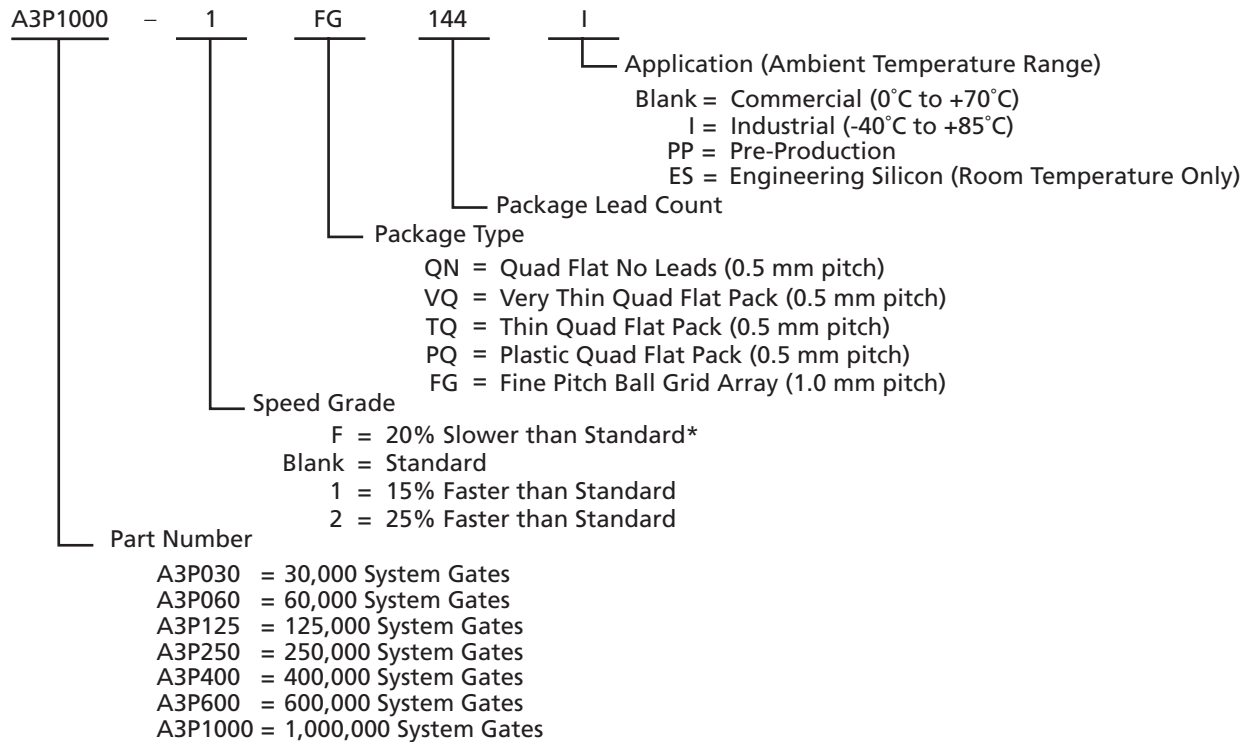 A3P1000 – 1 FG 144 I
Application (Ambient Temperature Range)
Blank = Commercial (0˚C to +70˚C)
I = Industrial (-40˚C to +85˚C)
PP = Pre-Production
ES = Engineering Silicon (Room Temperature Only)
Package Lead Count
Package Type
QN = Quad Flat No Leads (0.5 mm pitch)
VQ = Very Thin Quad Flat Pack (0.5 mm pitch)
TQ = Thin Quad Flat Pack (0.5 mm pitch)
PQ = Plastic Quad Flat Pack (0.5 mm pitch)
FG = Fine Pitch Ball Grid Array (1.0 mm pitch)
Speed Grade
F = 20% Slower than Standard*
Blank = Standard
1 = 15% Faster than Standard
2 = 25% Faster than Standard
Part Number
A3P030 = 30,000 System Gates
A3P060 = 60,000 System Gates
A3P125 = 125,000 System Gates
A3P250 = 250,000 System Gates
A3P400 = 400,000 System Gates
A3P600 = 600,000 System Gates
A3P1000 = 1,000,000 System Gates